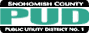 SNOHOMISH COUNTY
PUD
PUBLIC UTILITY DISTRICT NO. 1